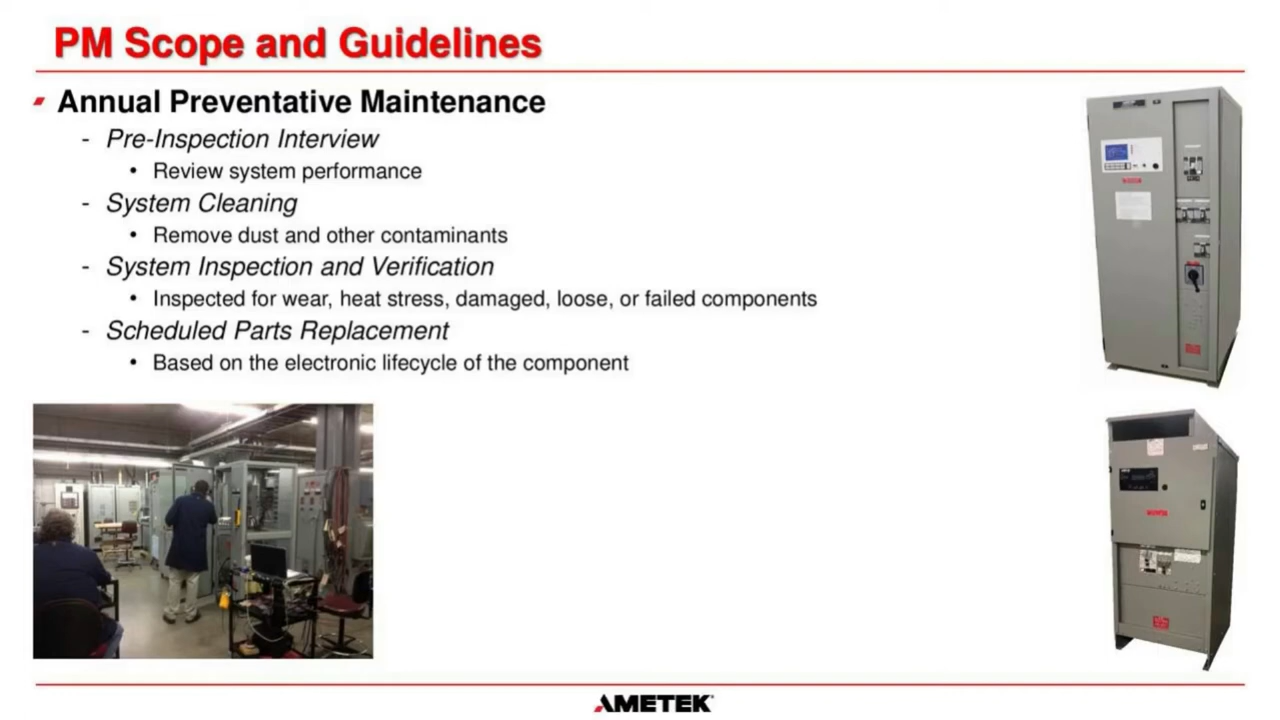 PM Scope and Guidelines
Annual Preventative Maintenance
- Pre-Inspection Interview
• Review system performance
- System Cleaning
• Remove dust and other contaminants
- System Inspection and Verification
• Inspected for wear, heat stress, damaged, loose, or failed components
- Scheduled Parts Replacement
• Based on the electronic lifecycle of the component
AMETEK